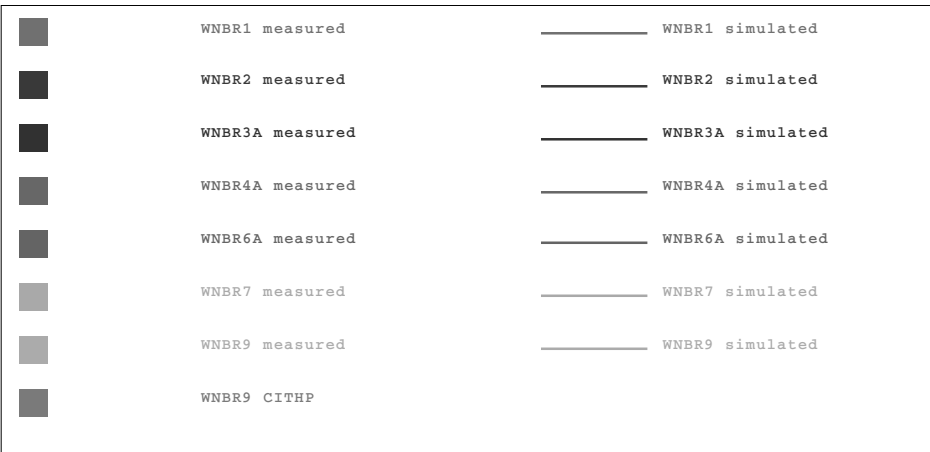 WNBR1 measured WNBR1 simulated
WNBR2 measured WNBR2 simulated
WNBR3A measured WNBR3A simulated
WNBR4A measured WNBR4A simulated
WNBR6A measured WNBR6A simulated
WNBR7 measured WNBR7 simulated
WNBR9 measured WNBR9 simulated
WNBR9 CITHP